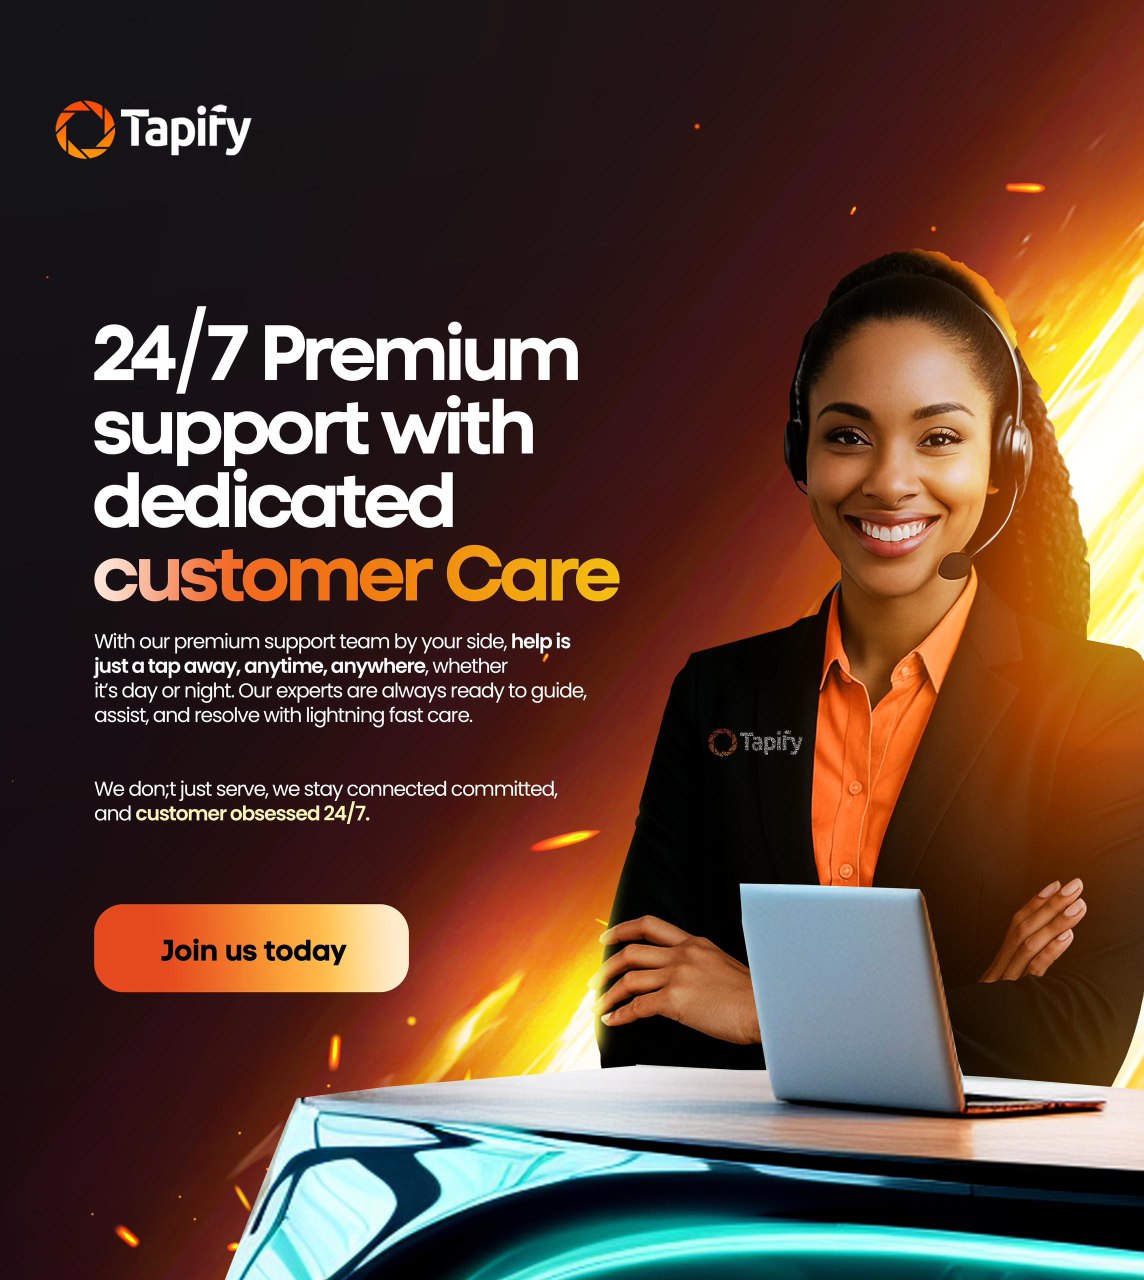 Tapify
24/7 Premium
support with
dedicated
customer Care
With our premium support team by your side, help is
just a tap away, anytime, anywhere, whether
it’s day or night. Our experts are always ready to guide,
assist, and resolve with lightning fast care.
Tapify
We don;t just serve, we stay connected committed,
and customer obsessed 24/7.
Join us today